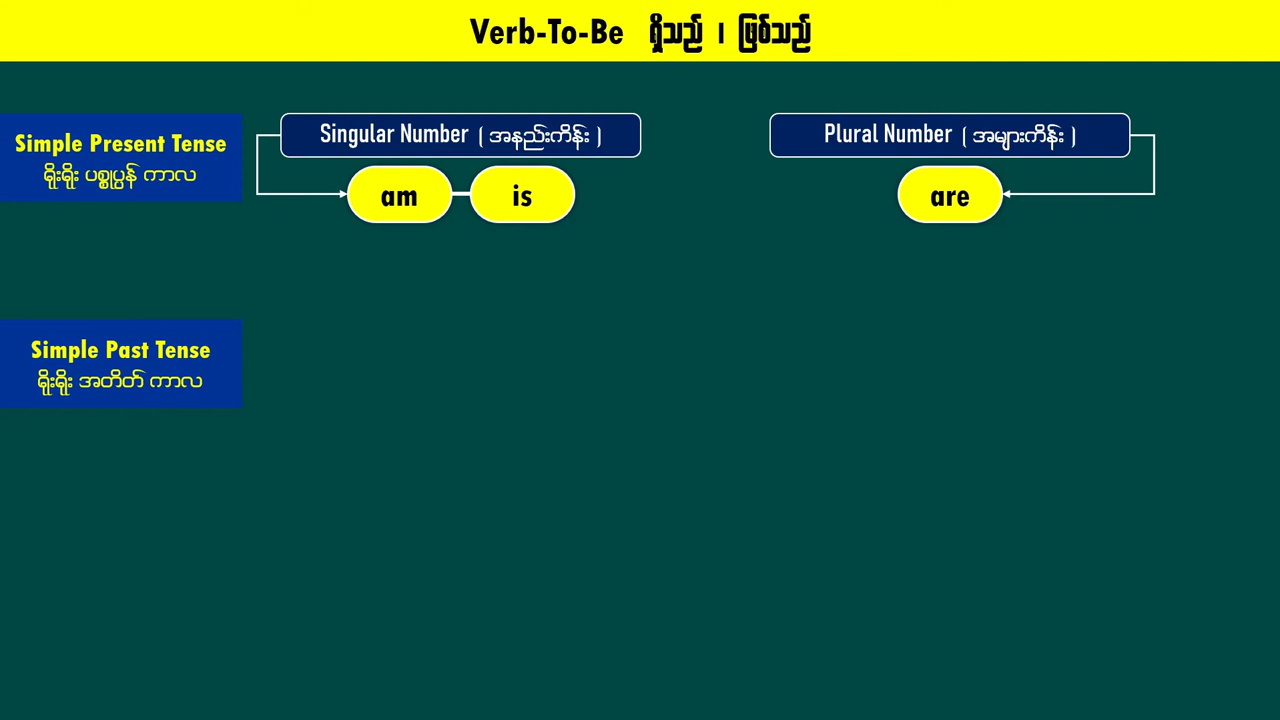 Verb-To-Be ရှိသည် ၊ ဖြစ်သည်
Simple Present Tense
ရိုးရိုး ပစ္စုပ္ပန် ကာလ
Singular Number ( အနည်းကိန်း )
Plural Number ( အများကိန်း )
am
is
are
Simple Past Tense
ရိုးရိုး အတိတ် ကာလ